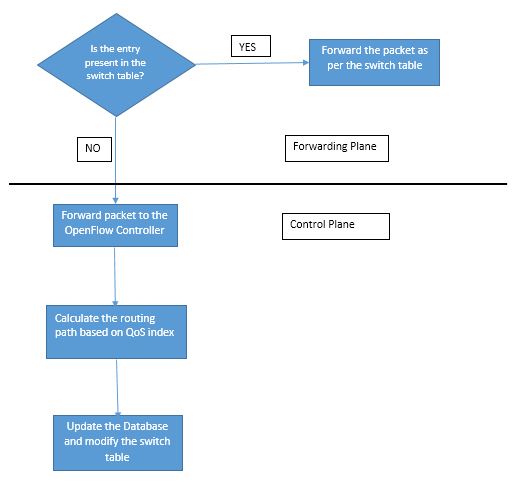 Is the entry
present in the
switch table?
YES
Forward the packet as
per the switch table
NO
Forwarding Plane
Forward packet to the
OpenFlow Controller
Control Plane
Calculate the routing
path based on QoS index
Update the Database
and modify the switch
table